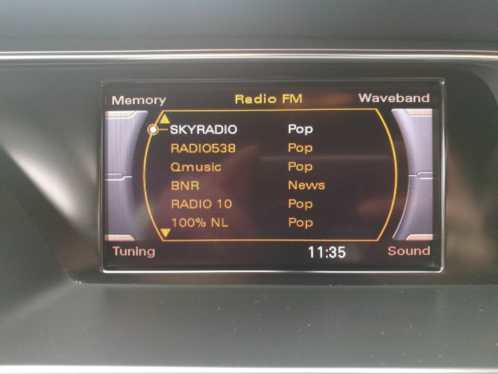 Memory Radio FM Waveband
SKYRADIO Pop
RADIO538 Pop
Qmusic Pop
BNR News
RADIO 10 Pop
100% NL Pop
Tuning 11:35 Sound